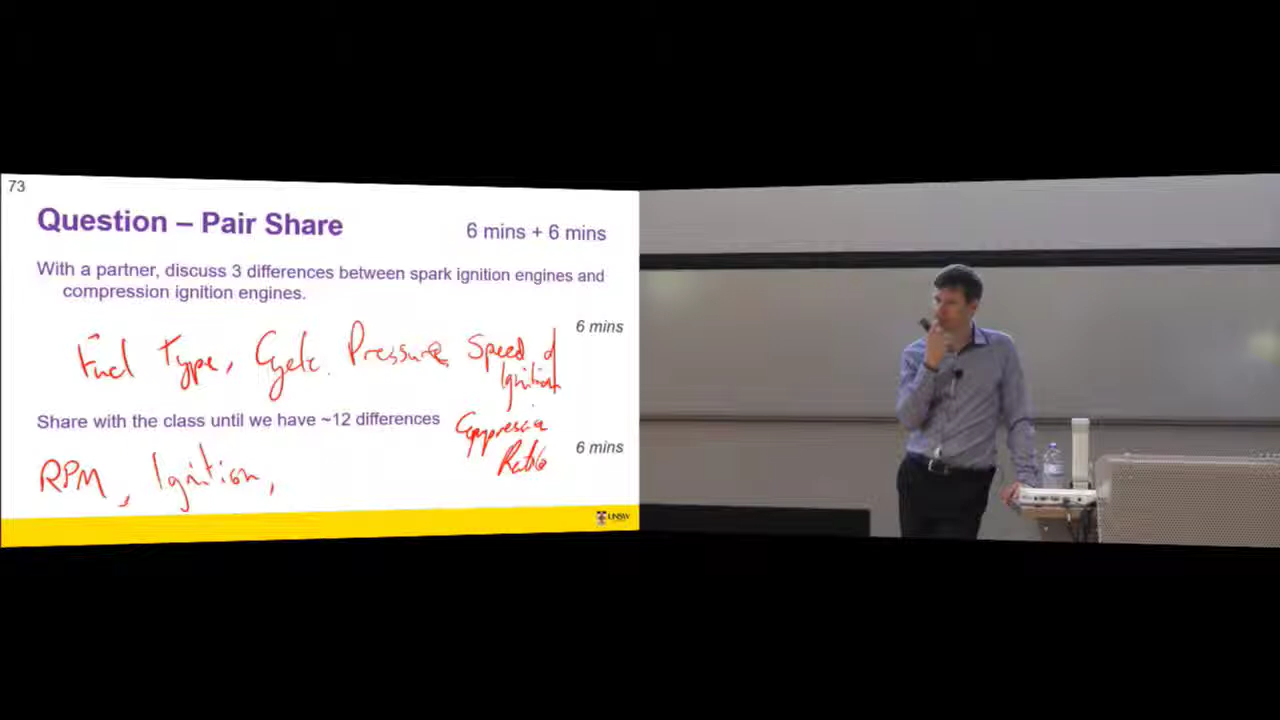 73
Question – Pair Share
6 mins + 6 mins
With a partner, discuss 3 differences between spark ignition engines and
compression ignition engines.
6 mins
Fuel Type, Cycle. Pressure, Speed of
Ignition
Share with the class until we have ~12 differences
Compression
Ratio
6 mins
RPM, Ignition,
UNSW